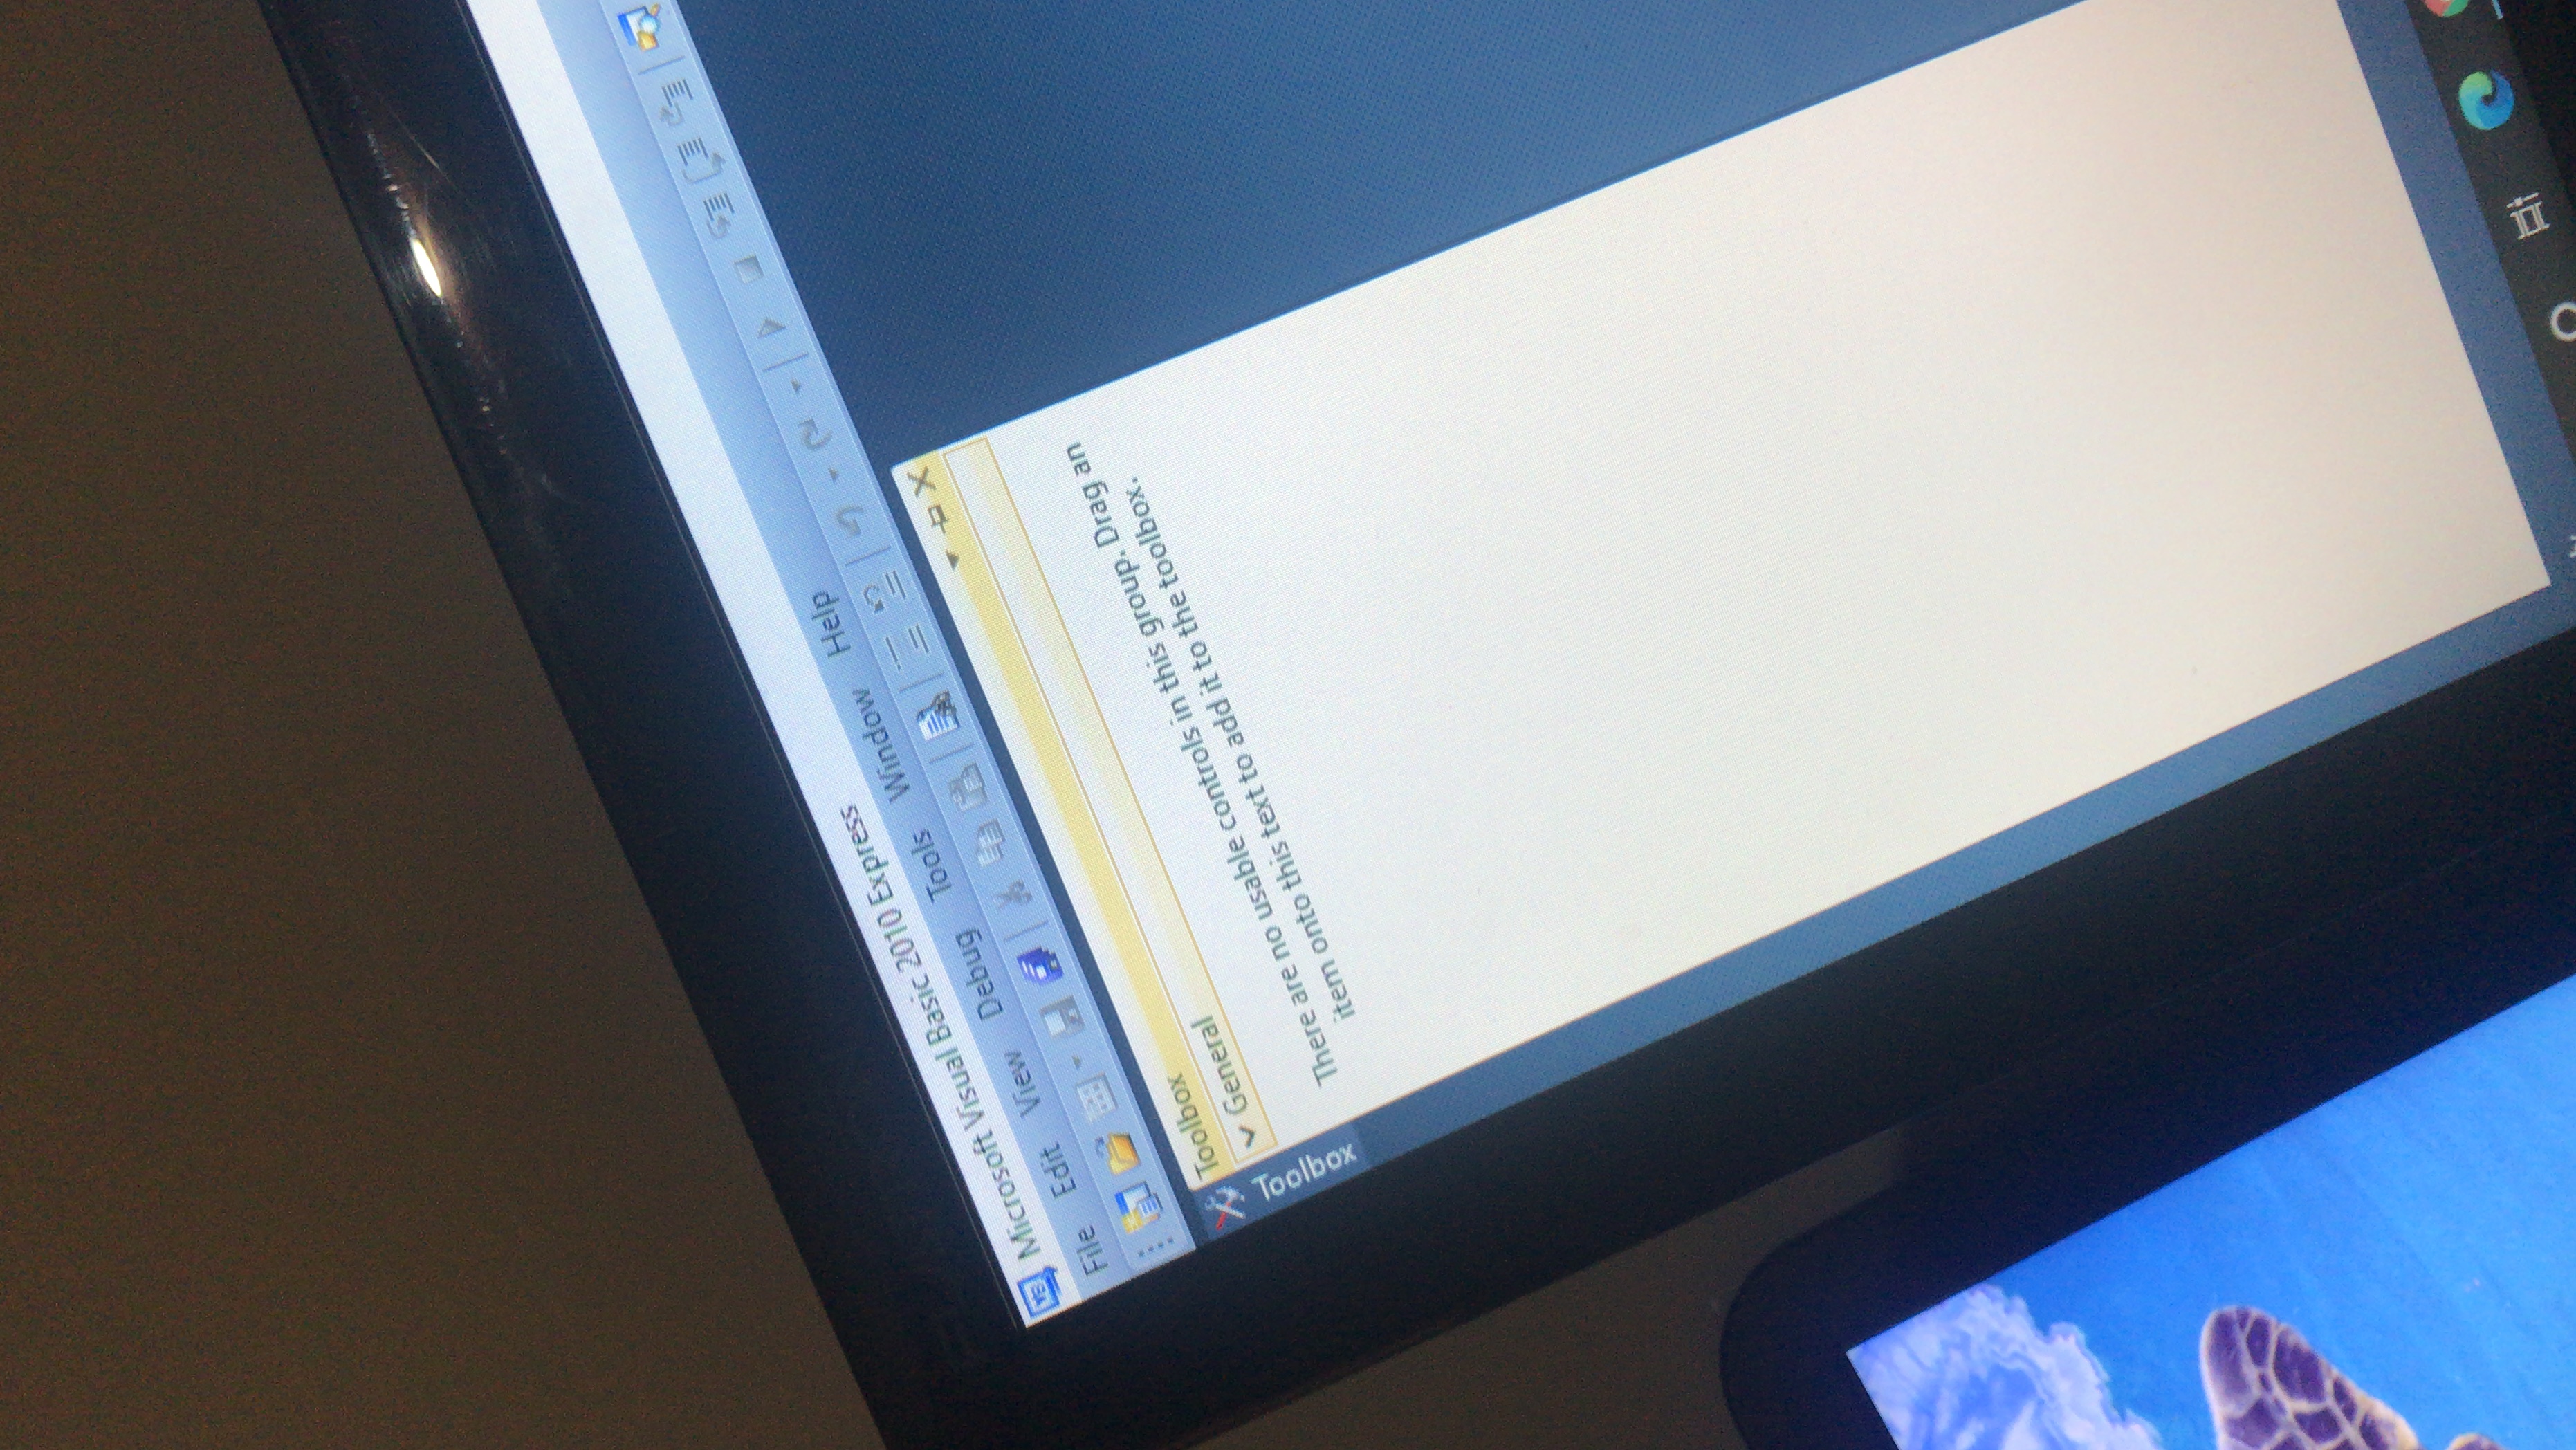 Microsoft Visual Basic 2010 Express
File Edit View Debug Tools Window Help
Toolbox
General
There are no usable controls in this group. Drag an
item onto this text to add it to the toolbox.
Toolbox